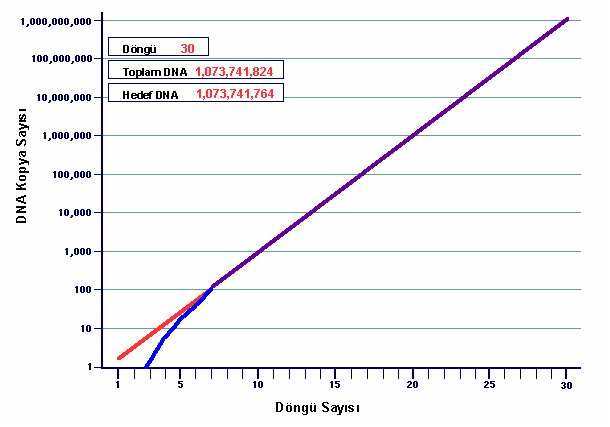 1,000,000,000
100,000,000
10,000,000
1,000,000
100,000
10,000
1,000
100
10
1
DNA Kopya Sayısı
Döngü 30
Toplam DNA 1,073,741,824
Hedef DNA 1,073,741,764
1 5 10 15 20 25 30
Döngü Sayısı